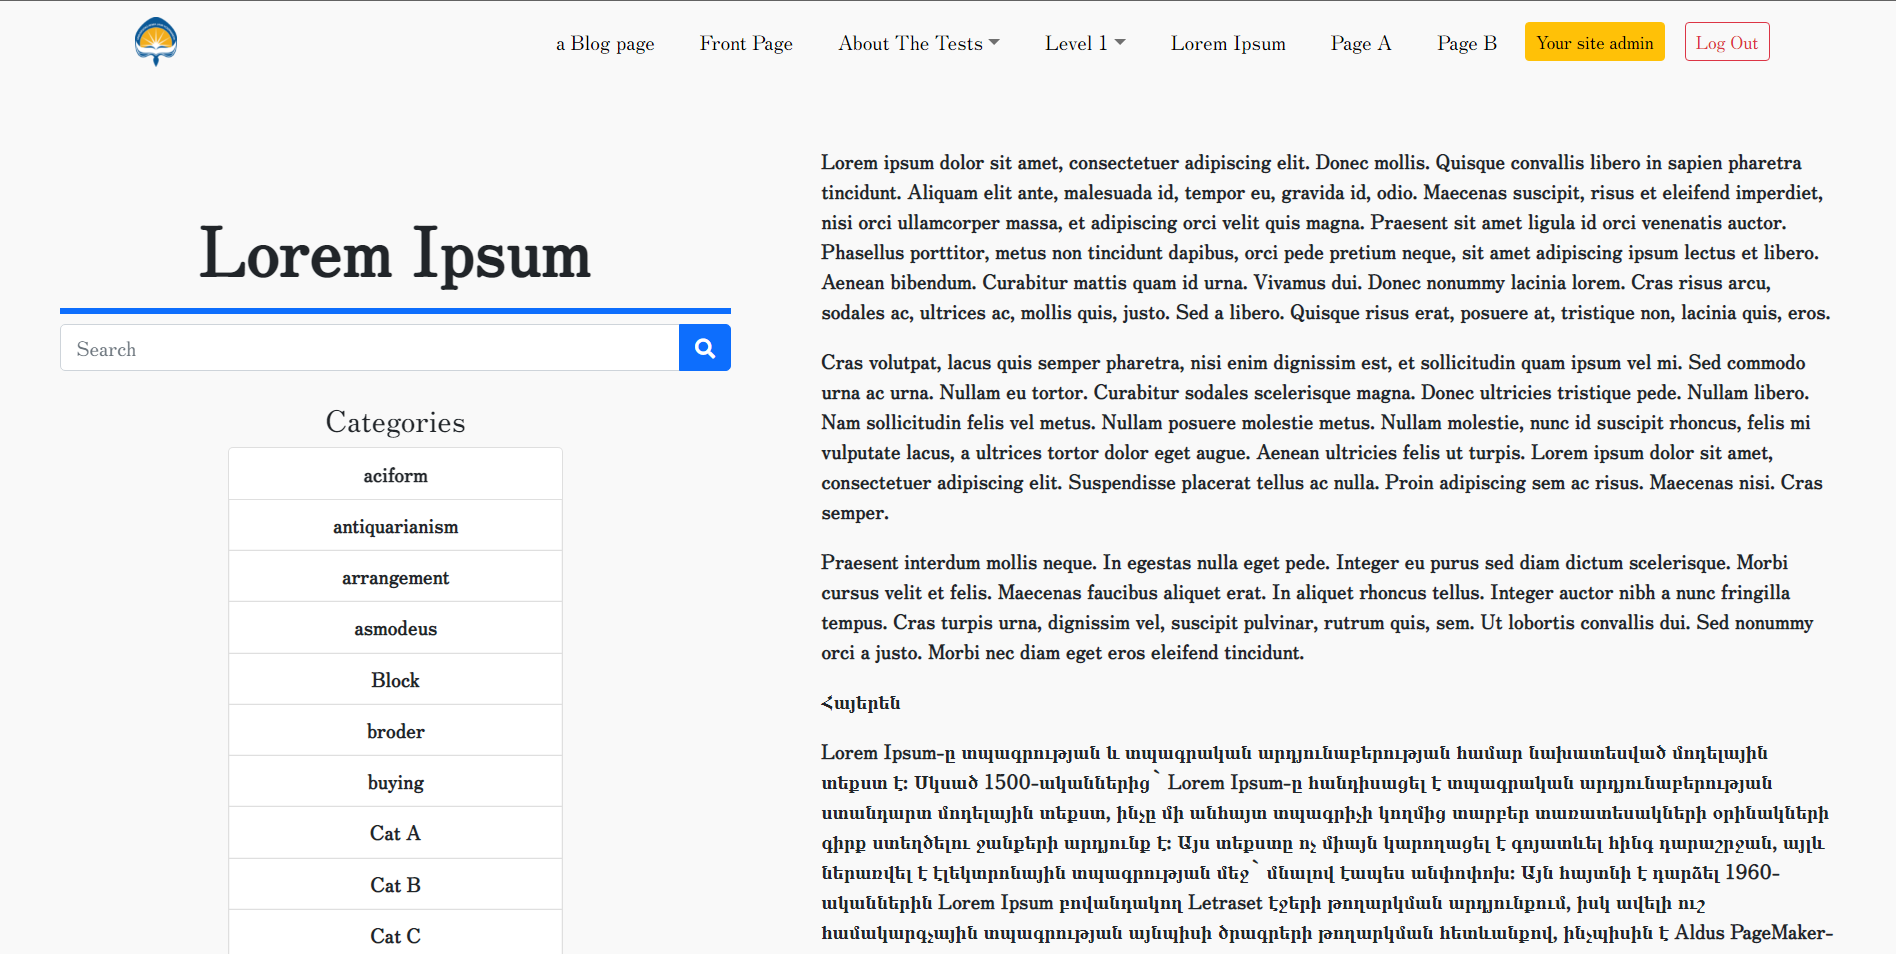 a Blog page
Front Page
About The Tests
Level 1
Lorem Ipsum
Page A
Page B
Your site admin
Log Out
Lorem Ipsum
Search
Categories
aciform
antiquarianism
arrangement
asmodeus
Block
broder
buying
Cat A
Cat B
Cat C
Lorem ipsum dolor sit amet, consectetuer adipiscing elit. Donec mollis. Quisque convallis libero in sapien pharetra
tincidunt. Aliquam elit ante, malesuada id, tempor eu, gravida id, odio. Maecenas suscipit, risus et eleifend imperdiet,
nisi orci ullamcorper massa, et adipiscing orci velit quis magna. Praesent sit amet ligula id orci venenatis auctor.
Phasellus porttitor, metus non tincidunt dapibus, orci pede pretium neque, sit amet adipiscing ipsum lectus et libero.
Aenean bibendum. Curabitur mattis quam id urna. Vivamus dui. Donec nonummy lacinia lorem. Cras risus arcu,
sodales ac, ultrices ac, mollis quis, justo. Sed a libero. Quisque risus erat, posuere at, tristique non, lacinia quis, eros.
Cras volutpat, lacus quis semper pharetra, nisi enim dignissim est, et sollicitudin quam ipsum vel mi. Sed commodo
urna ac urna. Nullam eu tortor. Curabitur sodales scelerisque magna. Donec ultricies tristique pede. Nullam libero.
Nam sollicitudin felis vel metus. Nullam posuere molestie metus. Nullam molestie, nunc id suscipit rhoncus, felis mi
vulputate lacus, a ultrices tortor dolor eget augue. Aenean ultricies felis ut turpis. Lorem ipsum dolor sit amet,
consectetuer adipiscing elit. Suspendisse placerat tellus ac nulla. Proin adipiscing sem ac risus. Maecenas nisi. Cras
semper.
Praesent interdum mollis neque. In egestas nulla eget pede. Integer eu purus sed diam dictum scelerisque. Morbi
cursus velit et felis. Maecenas faucibus aliquet erat. In aliquet rhoncus tellus. Integer auctor nibh a nunc fringilla
tempus. Cras turpis urna, dignissim vel, suscipit pulvinar, rutrum quis, sem. Ut lobortis convallis dui. Sed nonummy
orci a justo. Morbi nec diam eget eros eleifend tincidunt.
Հայերեն
Lorem Ipsum-ը տպագրության և տպագրական արդյունաբերության համար նախատեսված մոդելային
տեքստ է: Սկսած 1500-ականներից` Lorem Ipsum-ը հանդիսացել է տպագրական արդյունաբերության
ստանդարտ մոդելային տեքստ, ինչը մի անհայտ տպագրիչի կողմից տարբեր տառատեսակների օրինակների
գիրք ստեղծելու ջանքերի արդյունք է: Այս տեքստը ոչ միայն կարողացել է գոյատևել հինգ դարաշրջան, այլև
ներառվել է էլեկտրոնային տպագրության մեջ` մնալով էապես անփոփոխ: Այն հայտնի է դարձել 1960-
ականներին Lorem Ipsum բովանդակող Letraset էջերի թողարկման արդյունքում, իսկ ավելի ուշ
համակարգչային տպագրության այնպիսի ծրագրերի թողարկման հետևանքով, ինչպիսին է Aldus PageMaker-